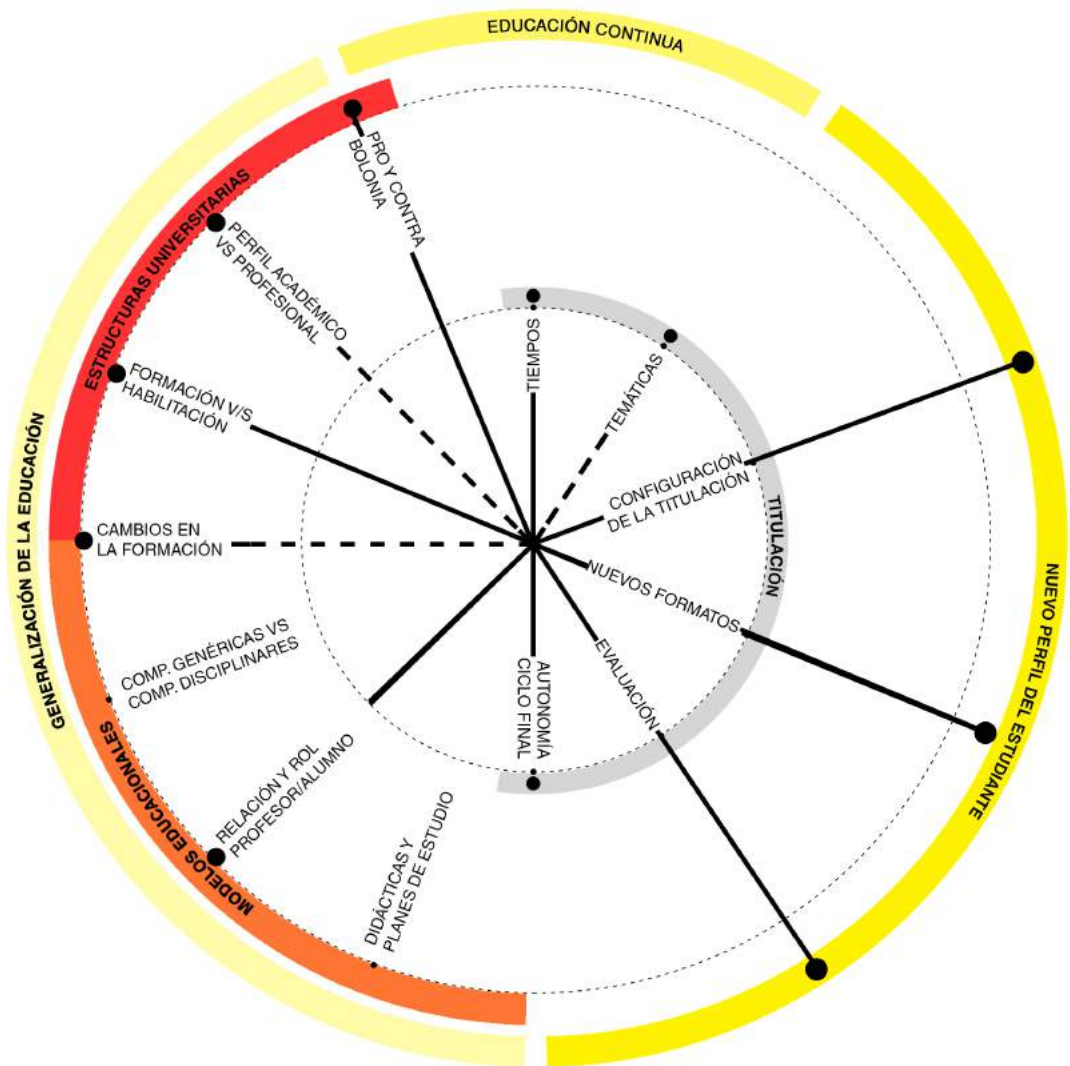 EDUCACIÓN CONTINUA
GENERALIZACIÓN DE LA EDUCACIÓN
NUEVO PERFIL DEL ESTUDIANTE
ESTRUCTURAS UNIVERSITARIAS
MODELOS EDUCACIONALES
TITULACIÓN
PRO Y CONTRA
BOLONIA
PERFIL ACADÉMICO
VS PROFESIONAL
FORMACIÓN V/S
HABILITACIÓN
CAMBIOS EN
LA FORMACIÓN
COMP. GENÉRICAS VS
COMP. DISCIPLINARES
RELACIÓN Y ROL
PROFESOR/ALUMNO
DIDÁCTICAS Y
PLANES DE ESTUDIO
TIEMPOS
TEMÁTICAS
CONFIGURACIÓN
DE LA TITULACIÓN
NUEVOS FORMATOS
EVALUACIÓN
AUTONOMÍA
CICLO FINAL